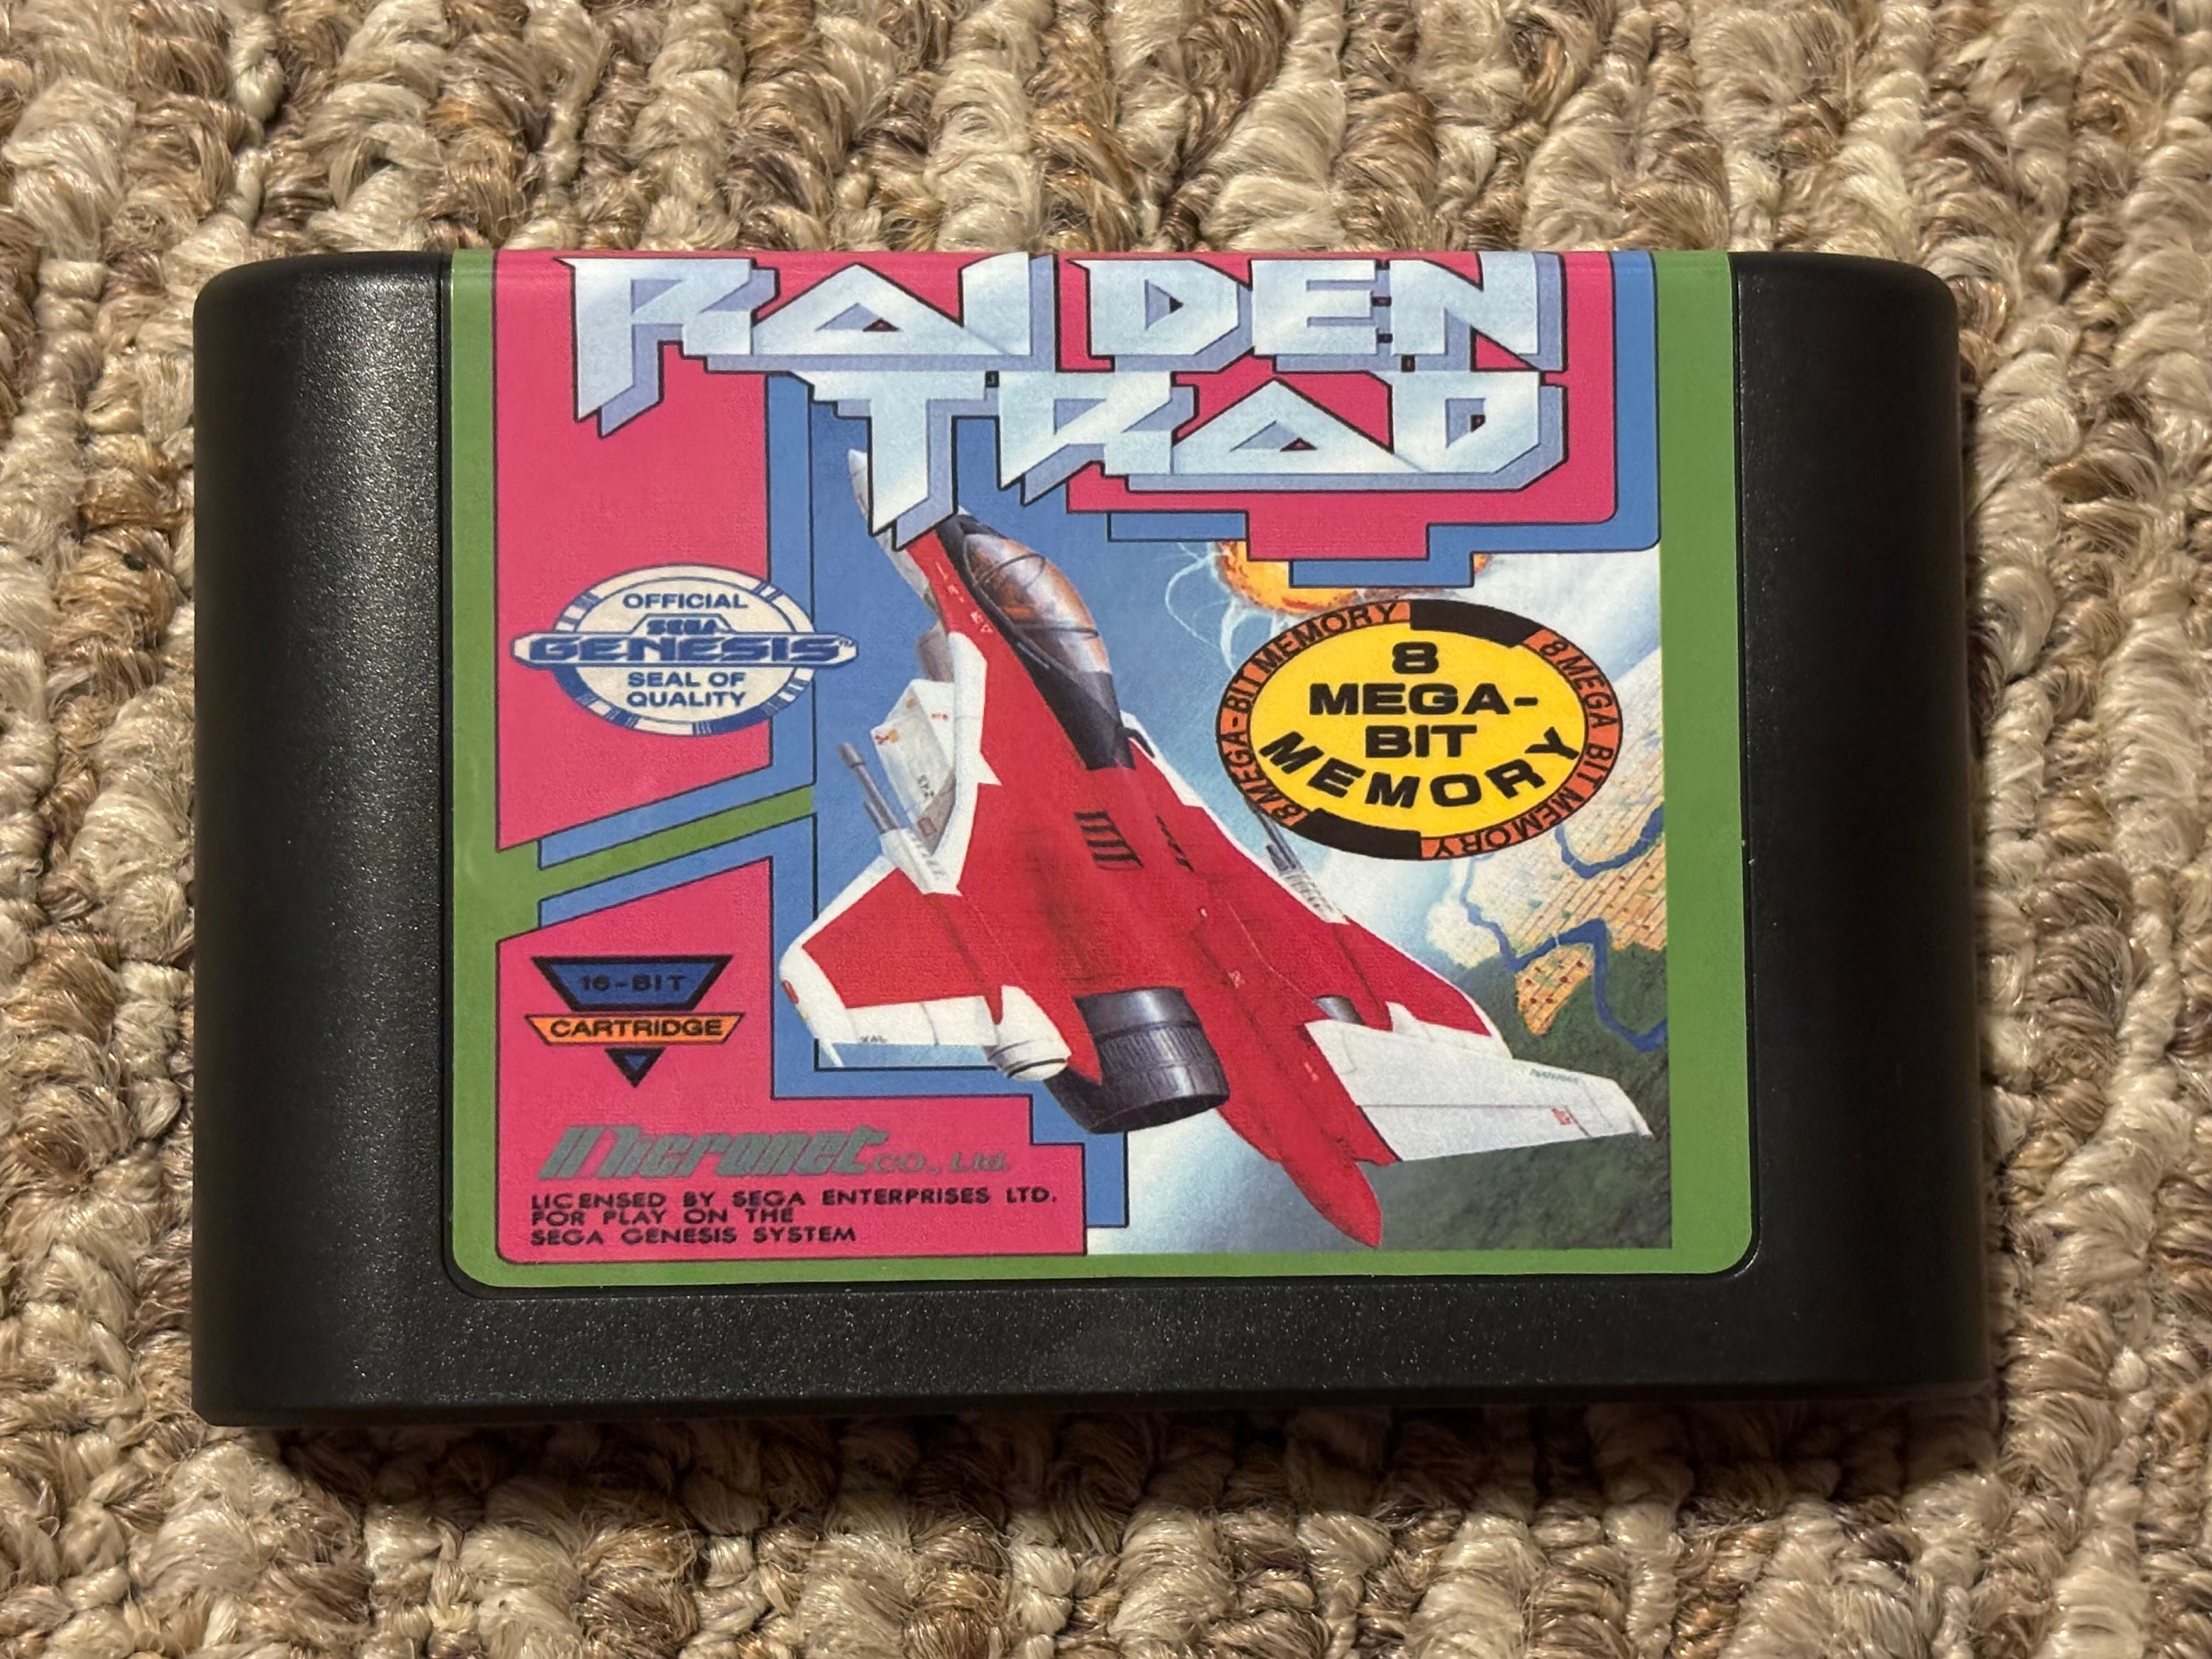 RAIDEN
TRAD
OFFICIAL
SEGA
GENESIS
SEAL OF
QUALITY
8 MEGA-BIT MEMORY
8 MEGA BIT MEMORY
8
MEGA-
BIT
MEMORY
16-BIT
CARTRIDGE
Micronet CO., Ltd.
LICENSED BY SEGA ENTERPRISES LTD.
FOR PLAY ON THE
SEGA GENESIS SYSTEM